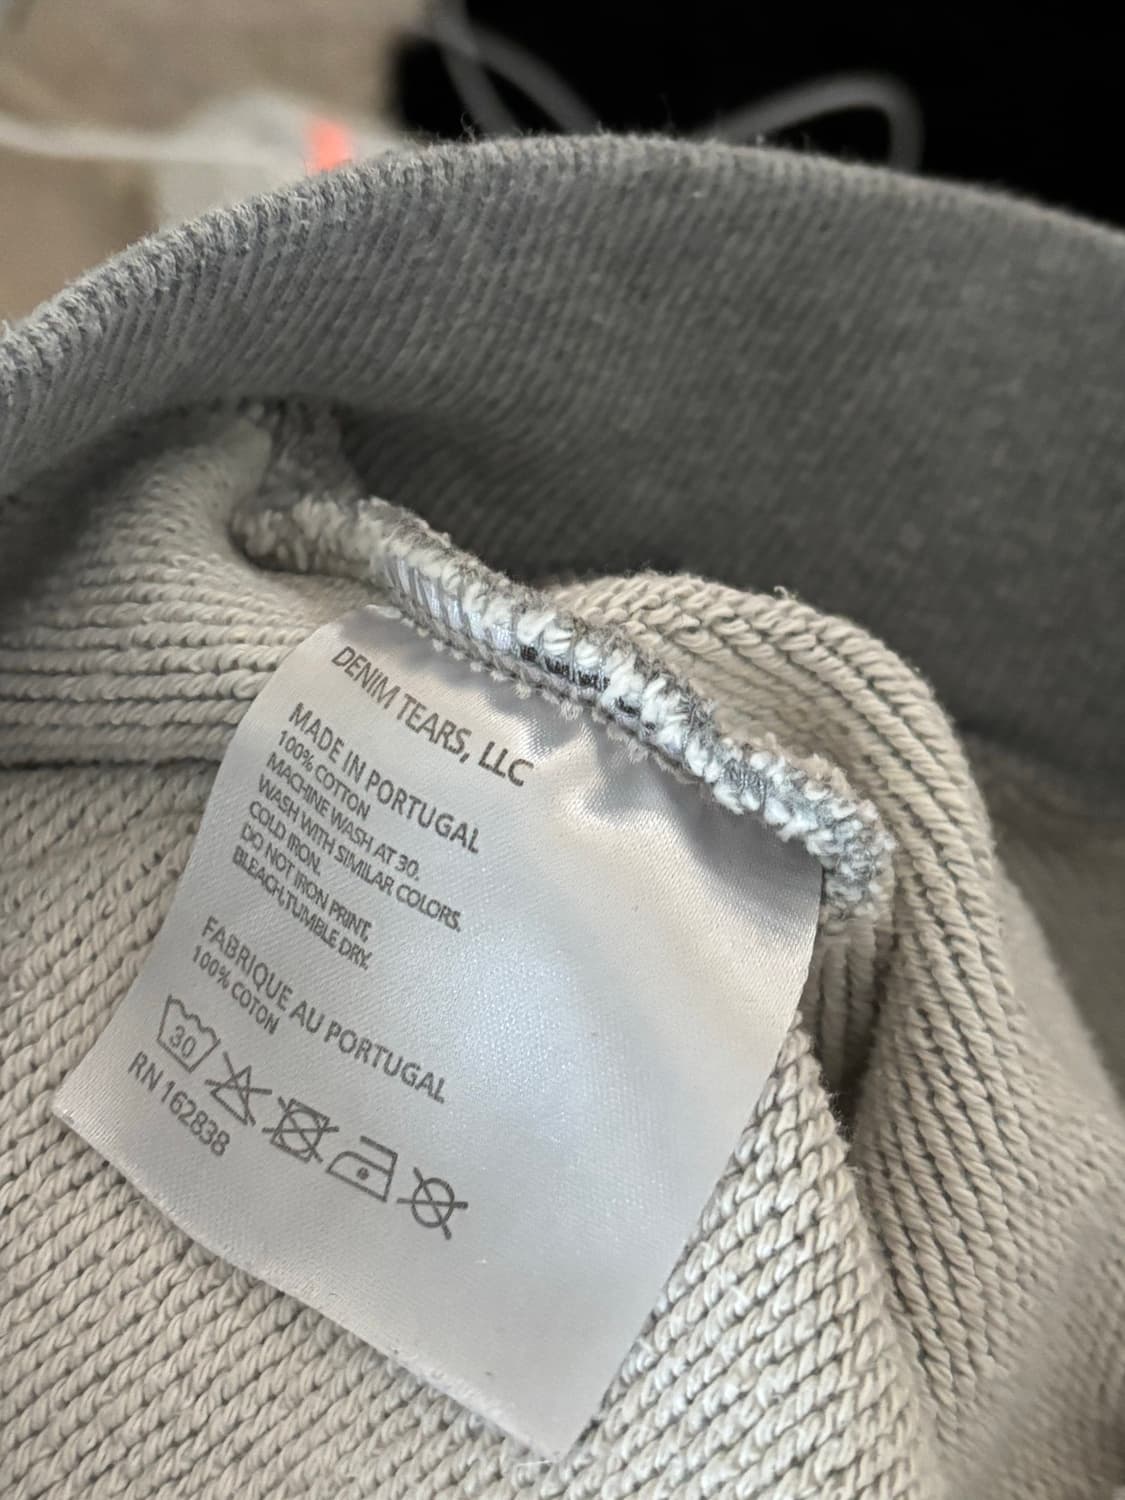 DENIM TEARS, LLC
MADE IN PORTUGAL
100% COTTON
MACHINE WASH AT 30.
WASH WITH SIMILAR COLORS.
COLD IRON.
DO NOT IRON PRINT,
BLEACH,TUMBLE DRY.
FABRIQUE AU PORTUGAL
100% COTON
30
RN 162838